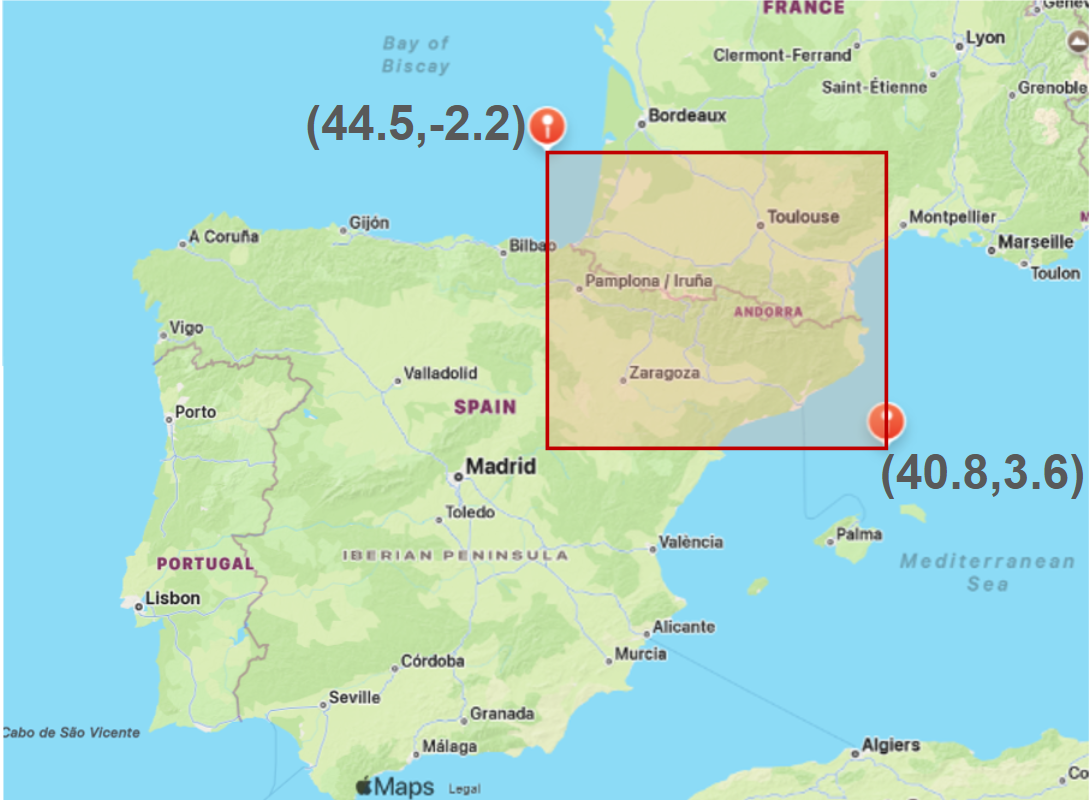 FRANCE
Bay of
Biscay
Lyon
Clermont-Ferrand
Saint-Étienne
Grenoble
(44.5,-2.2)
Bordeaux
Toulouse
Montpellier
Marseille
Toulon
A Coruña
Gijón
Bilbao
Pamplona / Iruña
ANDORRA
Vigo
Valladolid
Zaragoza
SPAIN
Porto
Madrid
(40.8,3.6)
Toledo
Palma
València
IBERIAN PENINSULA
Mediterranean
Sea
PORTUGAL
Lisbon
Alicante
Córdoba
Murcia
Seville
Granada
Cabo de São Vicente
Málaga
Algiers
Maps Legal